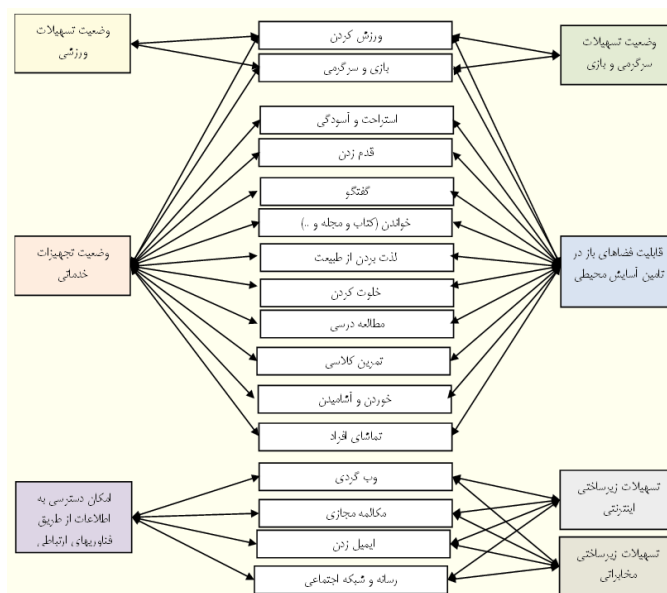 وضعیت تسهیلات
ورزشی
ورزش کردن
بازی و سرگرمی
وضعیت تسهیلات
سرگرمی و بازی
استراحت و آسودگی
قدم زدن
گفتگو
خواندن (کتاب و مجله و ..)
لذت بردن از طبیعت
خلوت کردن
مطالعه درسی
تمرین کلاسی
خوردن و آشامیدن
تماشای افراد
وضعیت تجهیزات
خدماتی
قابلیت فضاهای باز در
تامین آسایش محیطی
وب گردی
مکالمه مجازی
ایمیل زدن
رسانه و شبکه اجتماعی
امکان دسترسی به
اطلاعات از طریق
فناوریهای ارتباطی
تسهیلات زیرساختی
اینترنتی
تسهیلات زیرساختی
مخابراتی